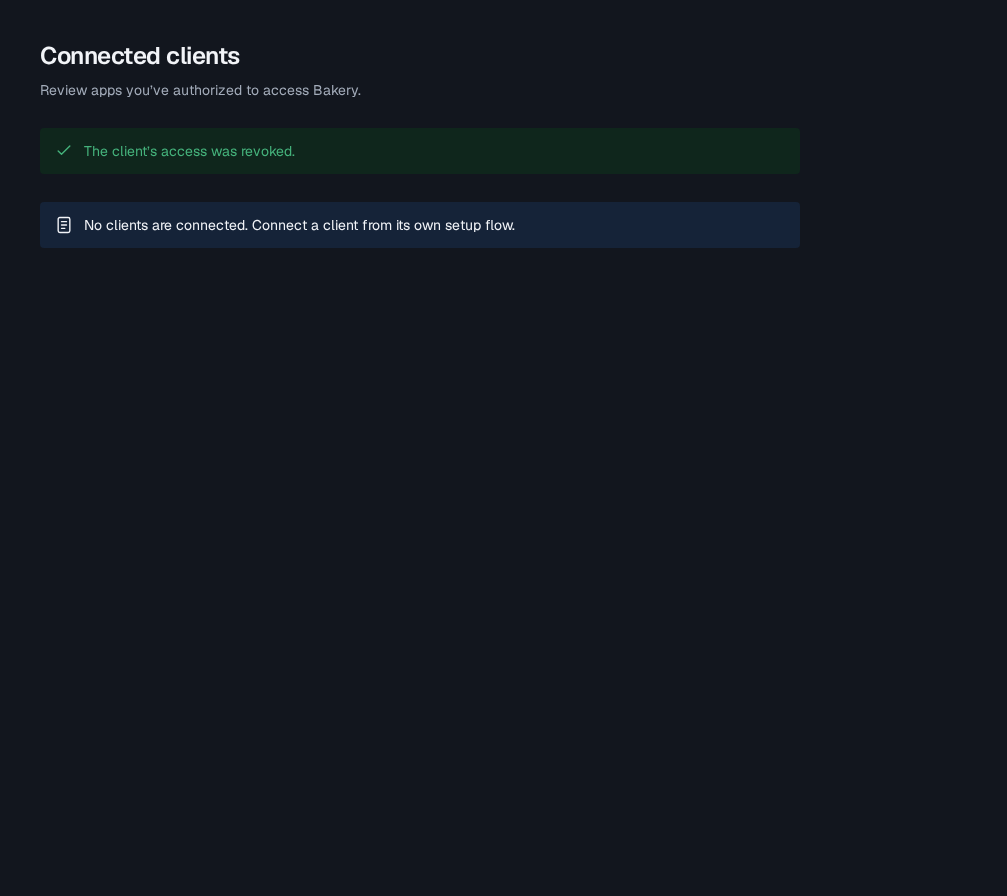 Connected clients
Review apps you've authorized to access Bakery.
The client's access was revoked.
No clients are connected. Connect a client from its own setup flow.